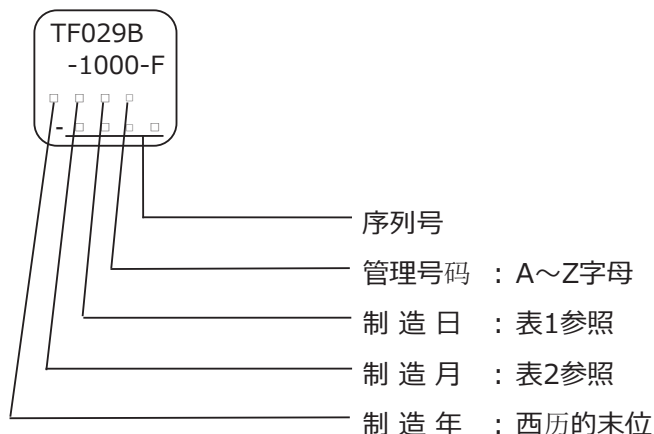 TF029B
-1000-F
□ □ □ □
- □ □ □ □
序列号
管理号码 : A~Z字母
制 造 日 : 表1参照
制 造 月 : 表2参照
制 造 年 : 西历的末位